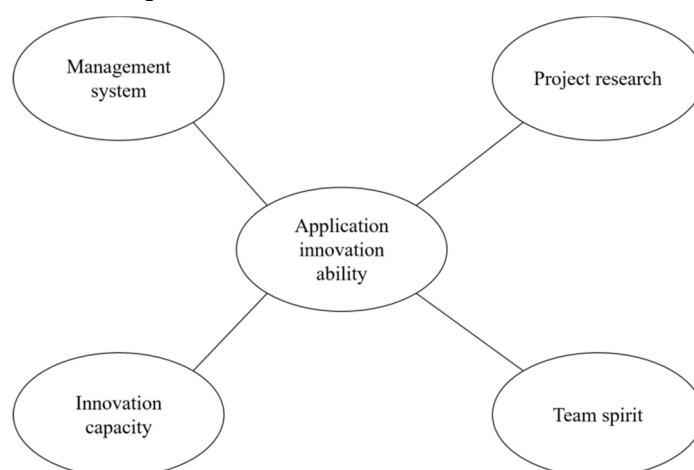 Management
system
Project research
Application
innovation
ability
Innovation
capacity
Team spirit